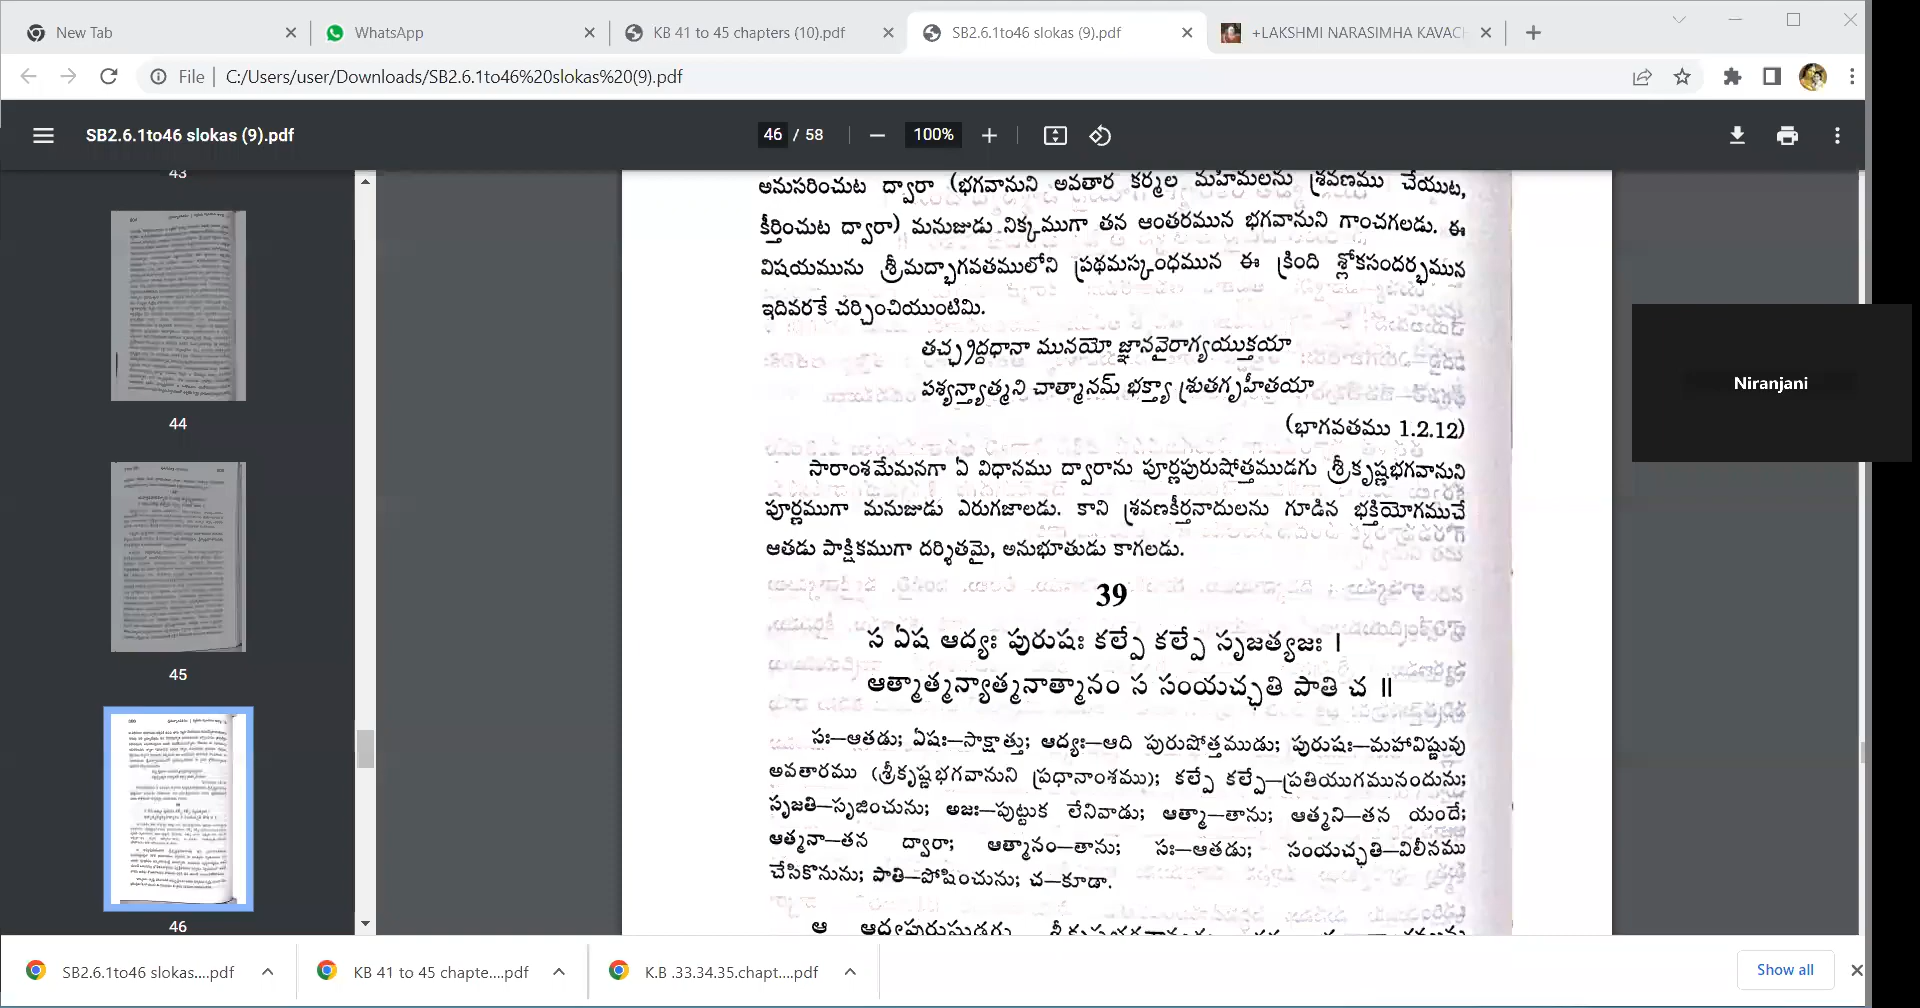 New Tab
WhatsApp
KB 41 to 45 chapters (10).pdf
SB2.6.1to46 slokas (9).pdf
+LAKSHMI NARASIMHA KAVACH
File
C:/Users/user/Downloads/SB2.6.1to46%20slokas%20(9).pdf
SB2.6.1to46 slokas (9).pdf
46 / 58
100%
43
44
45
46
అనుసరించుట ద్వారా (భగవానుని అవతార కర్మల మహిమలను శ్రవణము చేయుట,
కీర్తించుట ద్వారా) మనుజుడు నిక్కముగా తన ఆంతరమున భగవానుని గాంచగలడు. ఈ
విషయమును శ్రీమద్భాగవతములోని ప్రథమస్కంధమున ఈ క్రింది శ్లోకసందర్భమున
ఇదివరకే చర్చించియుంటిమి.
తచ్ఛ్రద్దధానా మునయో జ్ఞానవైరాగ్యయుక్తయా
పశ్యన్త్యాత్మని చాత్మానమ్ భక్త్యా శ్రుతగృహీతయా
(భాగవతము 1.2.12)
సారాంశమేమనగా ఏ విధానము ద్వారాను పూర్ణపురుషోత్తముడగు శ్రీకృష్ణభగవానుని
పూర్ణముగా మనుజుడు ఎరుగజాలడు. కాని శ్రవణకీర్తనాదులను గూడిన భక్తియోగముచే
ఆతడు పాక్షికముగా దర్శితమై, అనుభూతుడు కాగలడు.
39
స ఏష ఆద్యః పురుషః కల్పే కల్పే సృజత్యజః ।
ఆత్మాత్మన్యాత్మనాత్మానం స సంయచ్ఛతి పాతి చ ॥
సః—ఆతడు; ఏషః—సాక్షాత్తు; ఆద్యః—ఆది పురుషోత్తముడు; పురుషః—మహావిష్ణువు
అవతారము (శ్రీకృష్ణభగవానుని ప్రధానాంశము); కల్పే కల్పే—ప్రతియుగమునందును;
సృజతి—సృజించును; అజః—పుట్టుక లేనివాడు; ఆత్మా—తాను; ఆత్మని—తన యందే;
ఆత్మనా—తన ద్వారా; ఆత్మానం—తాను; సః—ఆతడు; సంయచ్ఛతి—విలీనము
చేసికొనును; పాతి—పోషించును; చ—కూడా.
ఆ ఆద్యపురుషుడగు శ్రీకృష్ణభగవానుడు
Niranjani
SB2.6.1to46 slokas....pdf
KB 41 to 45 chapte....pdf
K.B .33.34.35.chapt....pdf
Show all